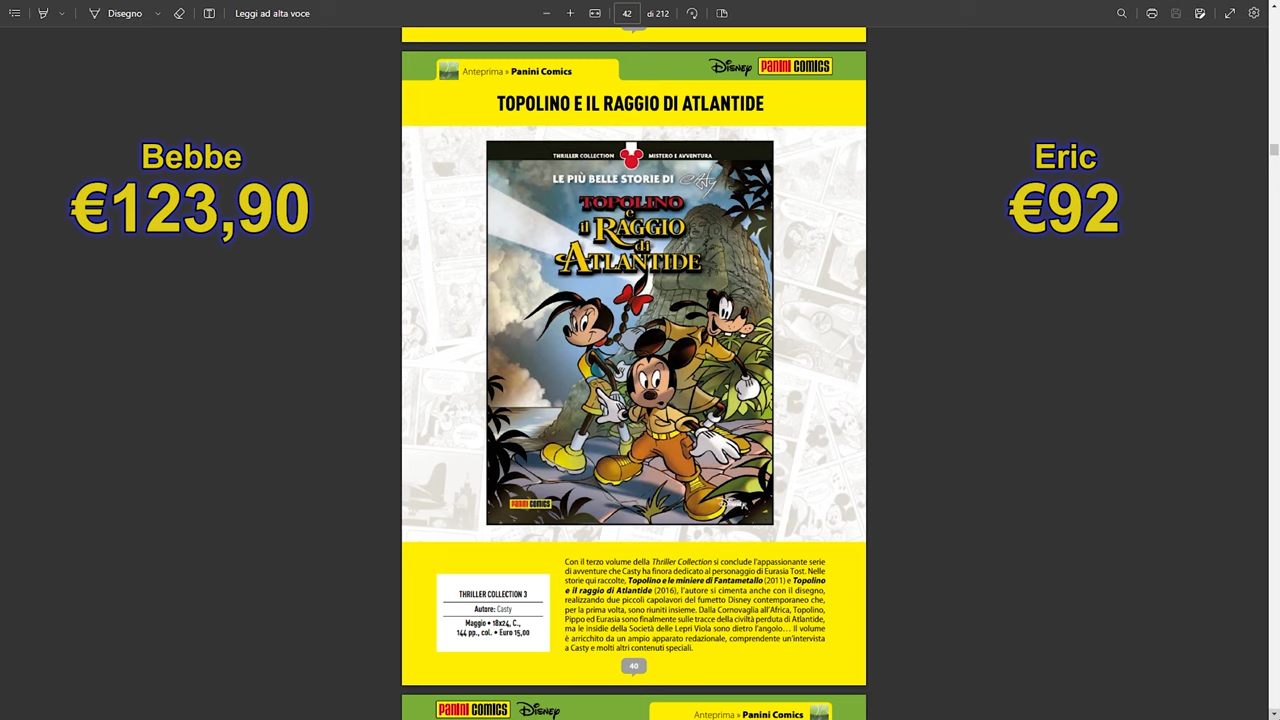 Disegno
Leggi ad alta voce
42
di 212
Anteprima » Panini Comics
Disney
PANINI COMICS
TOPOLINO E IL RAGGIO DI ATLANTIDE
Bebbe
€123,90
Eric
€92
THRILLER COLLECTION
MISTERO E AVVENTURA
LE PIÙ BELLE STORIE DI CASTY
TOPOLINO
e
il RAGGIO
di
ATLANTIDE
PANINI COMICS
Disney
Con il terzo volume della Thriller Collection si conclude l'appassionante serie
di avventure che Casty ha finora dedicato al personaggio di Eurasia Tost. Nelle
storie qui raccolte, Topolino e le miniere di Fantametallo (2011) e Topolino
e il raggio di Atlantide (2016), l'autore si cimenta anche con il disegno,
realizzando due piccoli capolavori del fumetto Disney contemporaneo che,
per la prima volta, sono riuniti insieme. Dalla Cornovaglia all'Africa, Topolino,
Pippo ed Eurasia sono finalmente sulle tracce della civiltà perduta di Atlantide,
ma le insidie della Società delle Lepri Viola sono dietro l'angolo… Il volume
è arricchito da un ampio apparato redazionale, comprendente un'intervista
a Casty e molti altri contenuti speciali.
THRILLER COLLECTION 3
Autore: Casty
Maggio • 18x24, C.,
144 pp., col. • Euro 15,00
40
PANINI COMICS
Disney
Anteprima » Panini Comics